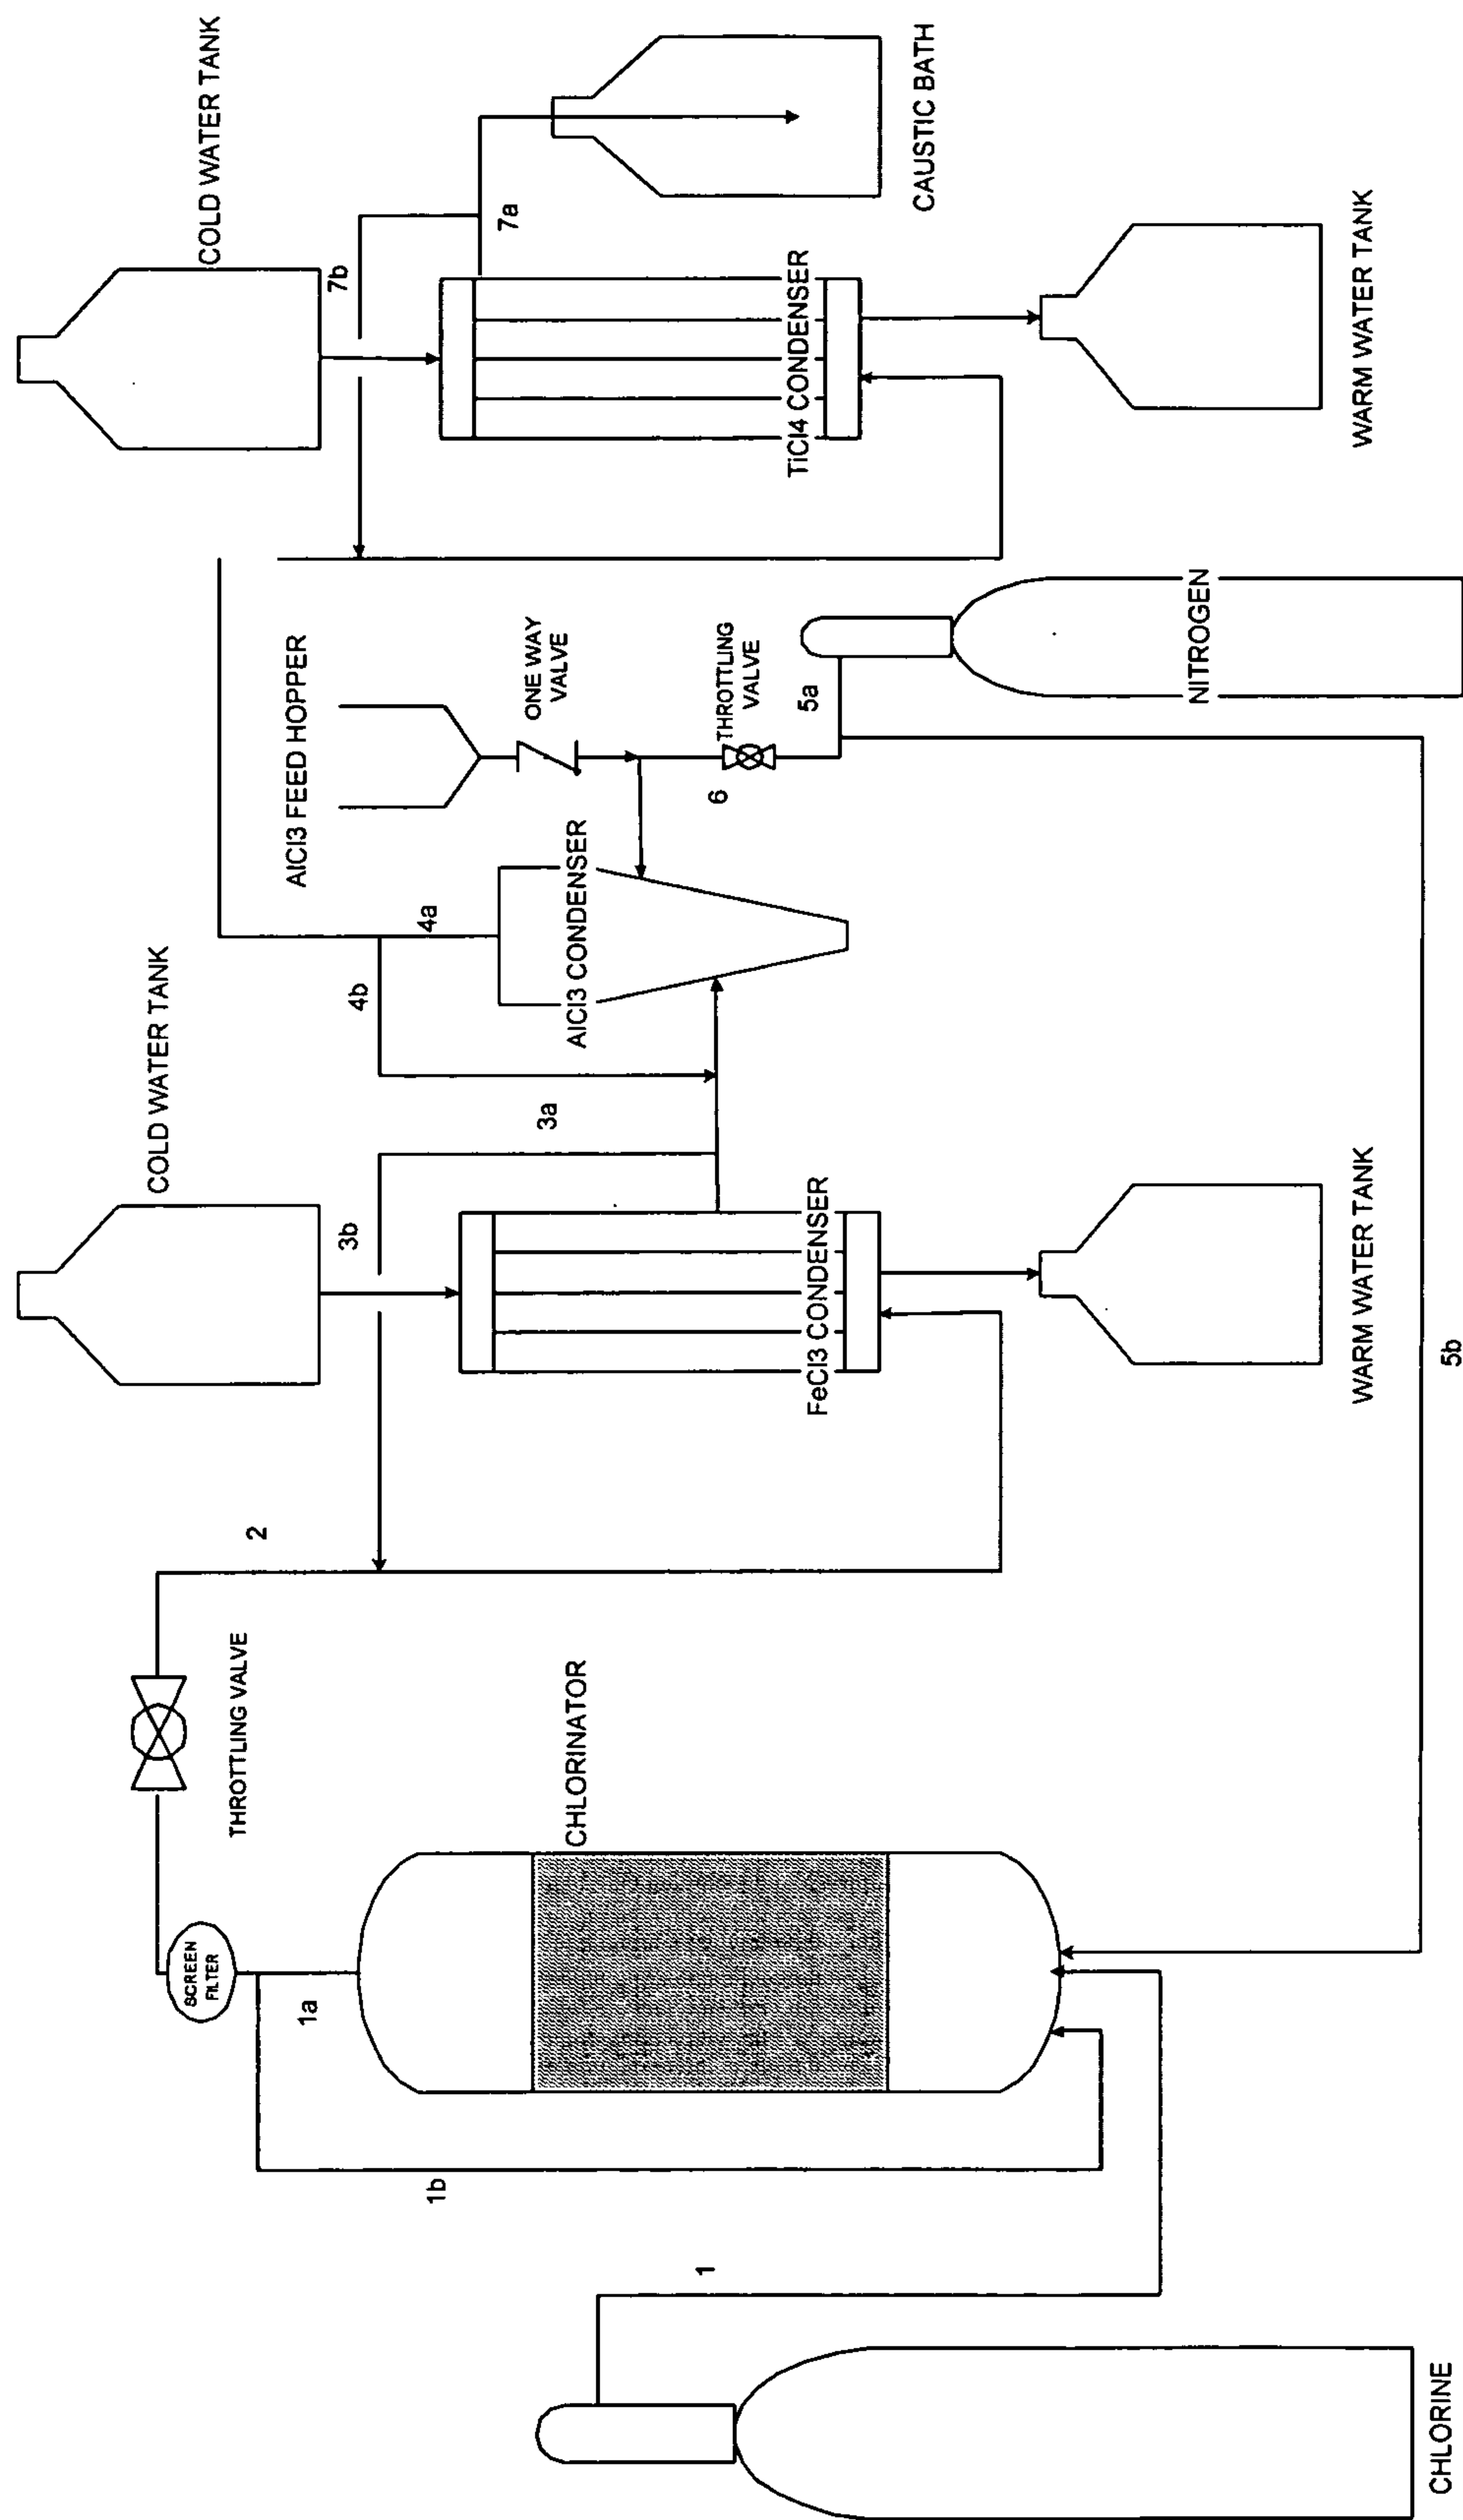 COLD WATER TANK
7b
7a
CAUSTIC BATH
TiCl4 CONDENSER
WARM WATER TANK
AlCl3 FEED HOPPER
ONE WAY
VALVE
THROTTLING
VALVE
5a
NITROGEN
6
4a
4b
AlCl3 CONDENSER
COLD WATER TANK
3a
3b
FeCl3 CONDENSER
WARM WATER TANK
5b
2
THROTTLING VALVE
CHLORINATOR
SCREEN
FILTER
1a
1b
1
CHLORINE